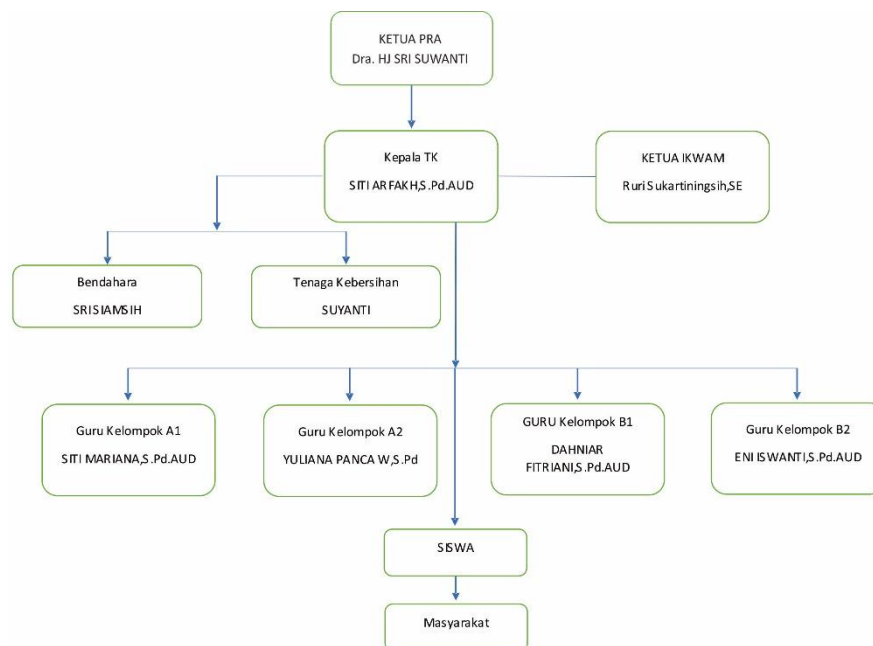 KETUA PRA
Dra. HJ SRI SUWANTI
Kepala TK
SITI ARFAKH,S.Pd.AUD
KETUA IKWAM
Ruri Sukartiningsih,SE
Bendahara
SRI SIAMSIH
Tenaga Kebersihan
SUYANTI
Guru Kelompok A1
SITI MARIANA,S.Pd.AUD
Guru Kelompok A2
YULIANA PANCA W,S.Pd
GURU Kelompok B1
DAHNIAR
FITRIANI,S.Pd.AUD
Guru Kelompok B2
ENI ISWANTI,S.Pd.AUD
SISWA
Masyarakat